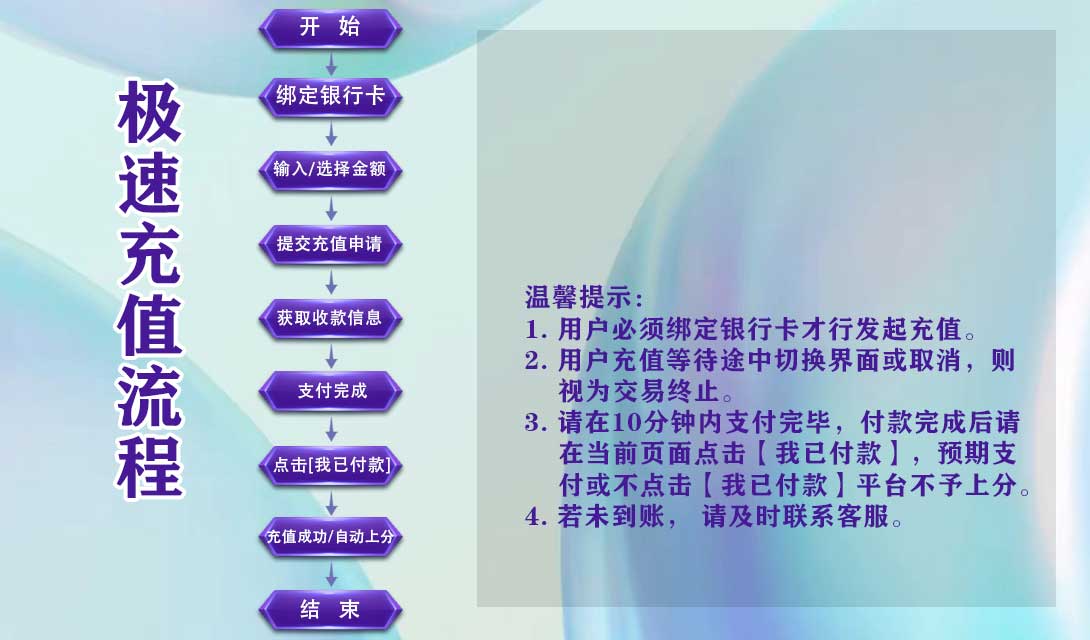 极速充值流程
开 始
绑定银行卡
输入/选择金额
提交充值申请
获取收款信息
支付完成
点击[我已付款]
充值成功/自动上分
结 束
温馨提示：
1. 用户必须绑定银行卡才行发起充值。
2. 用户充值等待途中切换界面或取消，则
视为交易终止。
3. 请在10分钟内支付完毕，付款完成后请
在当前页面点击【我已付款】，预期支
付或不点击【我已付款】平台不予上分。
4. 若未到账， 请及时联系客服。